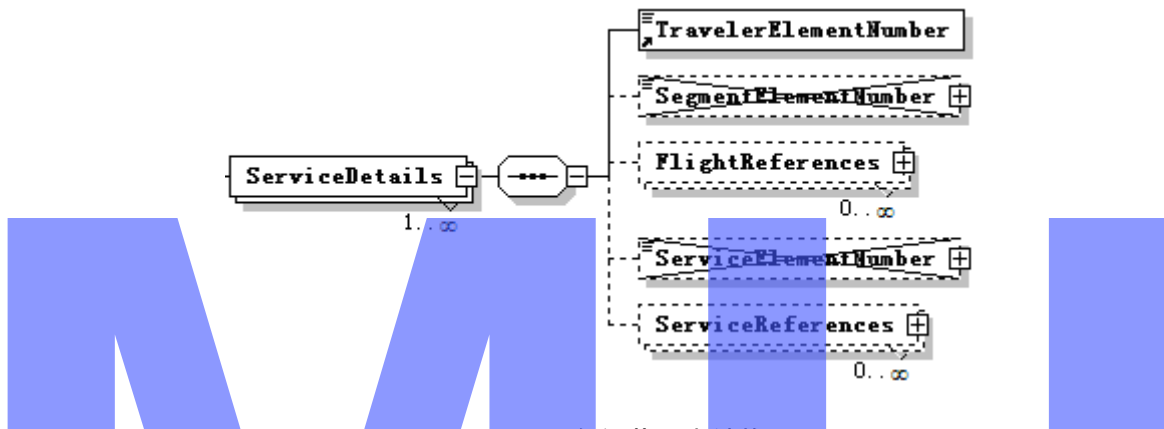 TravelerElementNumber
SegmentElementNumber
FlightReferences
0..∞
ServiceDetails
1..∞
ServiceElementNumber
ServiceReferences
0..∞